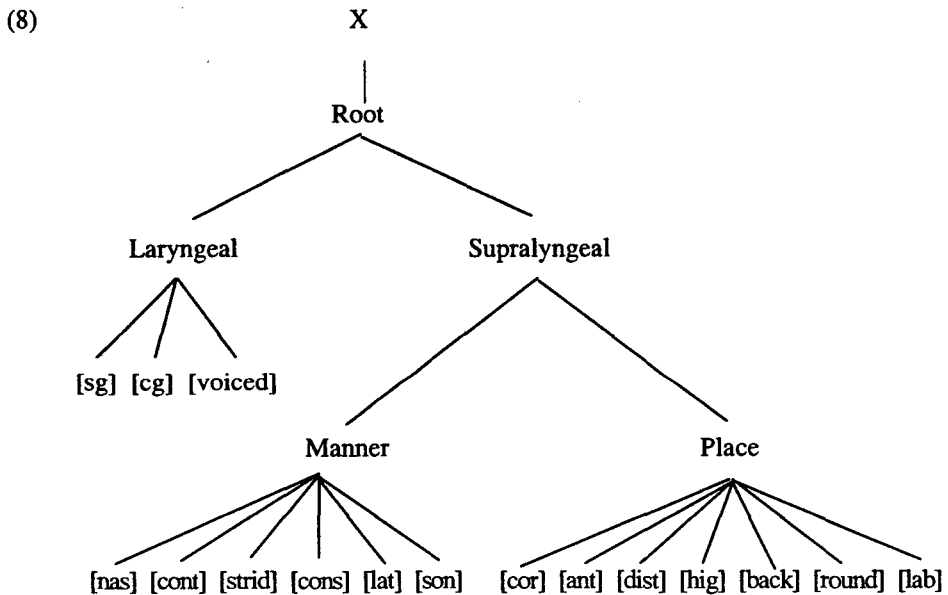 (8) X
Root
Laryngeal Supralyngeal
[sg] [cg] [voiced]
Manner Place
[nas] [cont] [strid] [cons] [lat] [son] [cor] [ant] [dist] [hig] [back] [round] [lab]